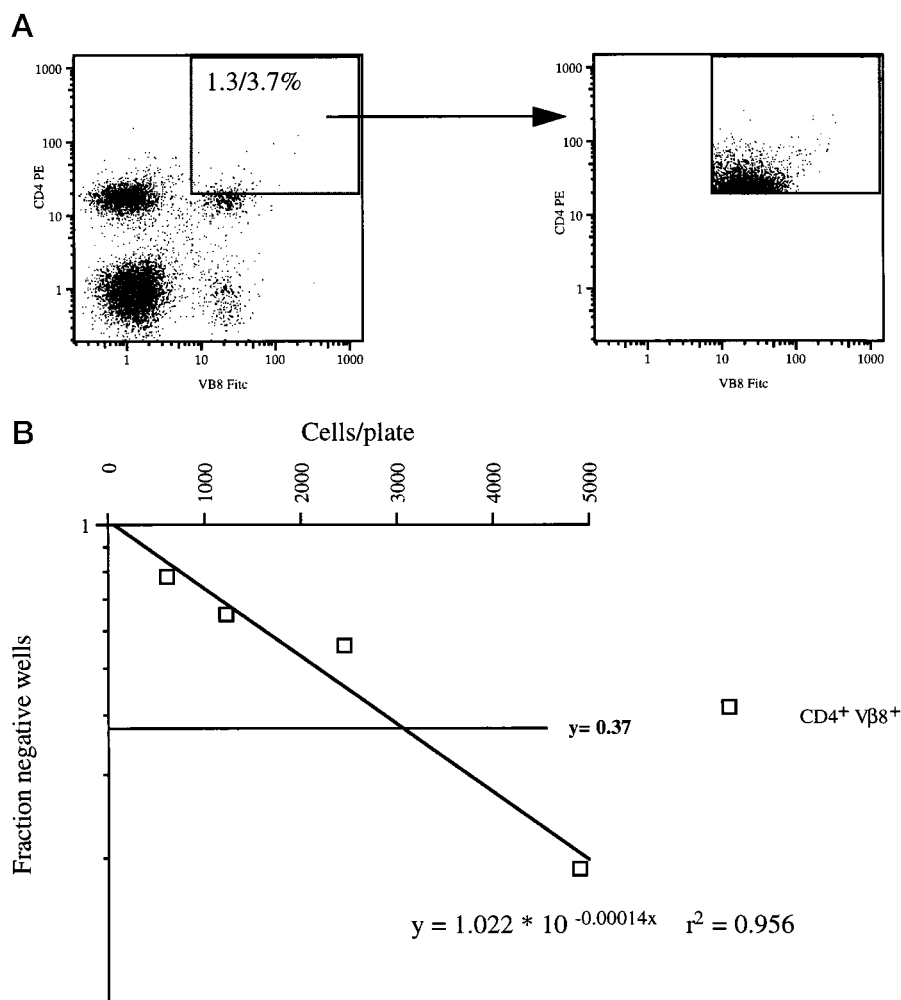 A
1000
100
10
1
CD4 PE
1.3/3.7%
1
10
100
1000
VB8 Fitc
1000
100
10
1
CD4 PE
1
10
100
1000
VB8 Fitc
B
Cells/plate
0
1000
2000
3000
4000
5000
1
Fraction negative wells
y= 0.37
CD4+ Vβ8+
y = 1.022 * 10 -0.00014x r2 = 0.956